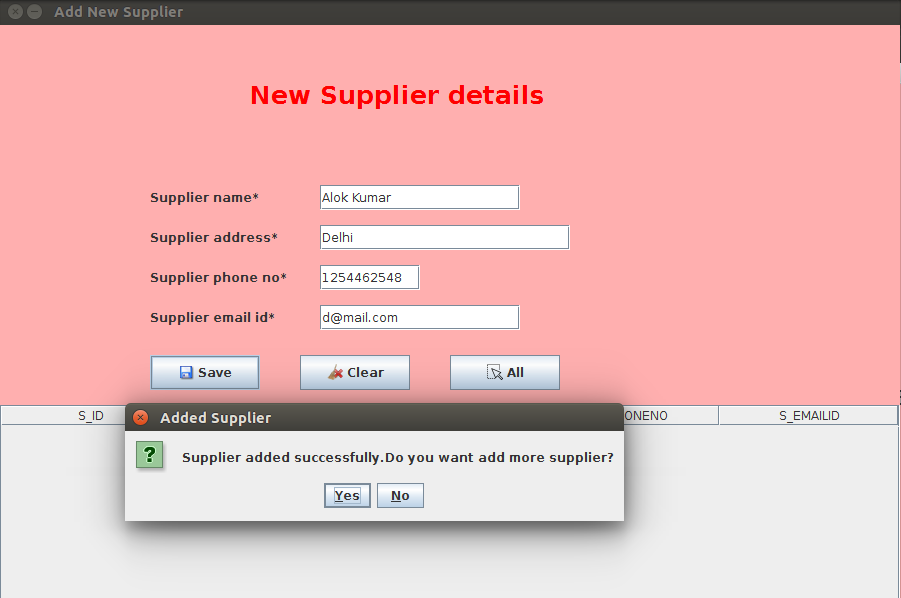 Add New Supplier
New Supplier details
Supplier name* Alok Kumar
Supplier address* Delhi
Supplier phone no* 1254462548
Supplier email id* d@mail.com
Save Clear All
S_ID ONENO S_EMAILID
Added Supplier
? Supplier added successfully.Do you want add more supplier?
Yes No